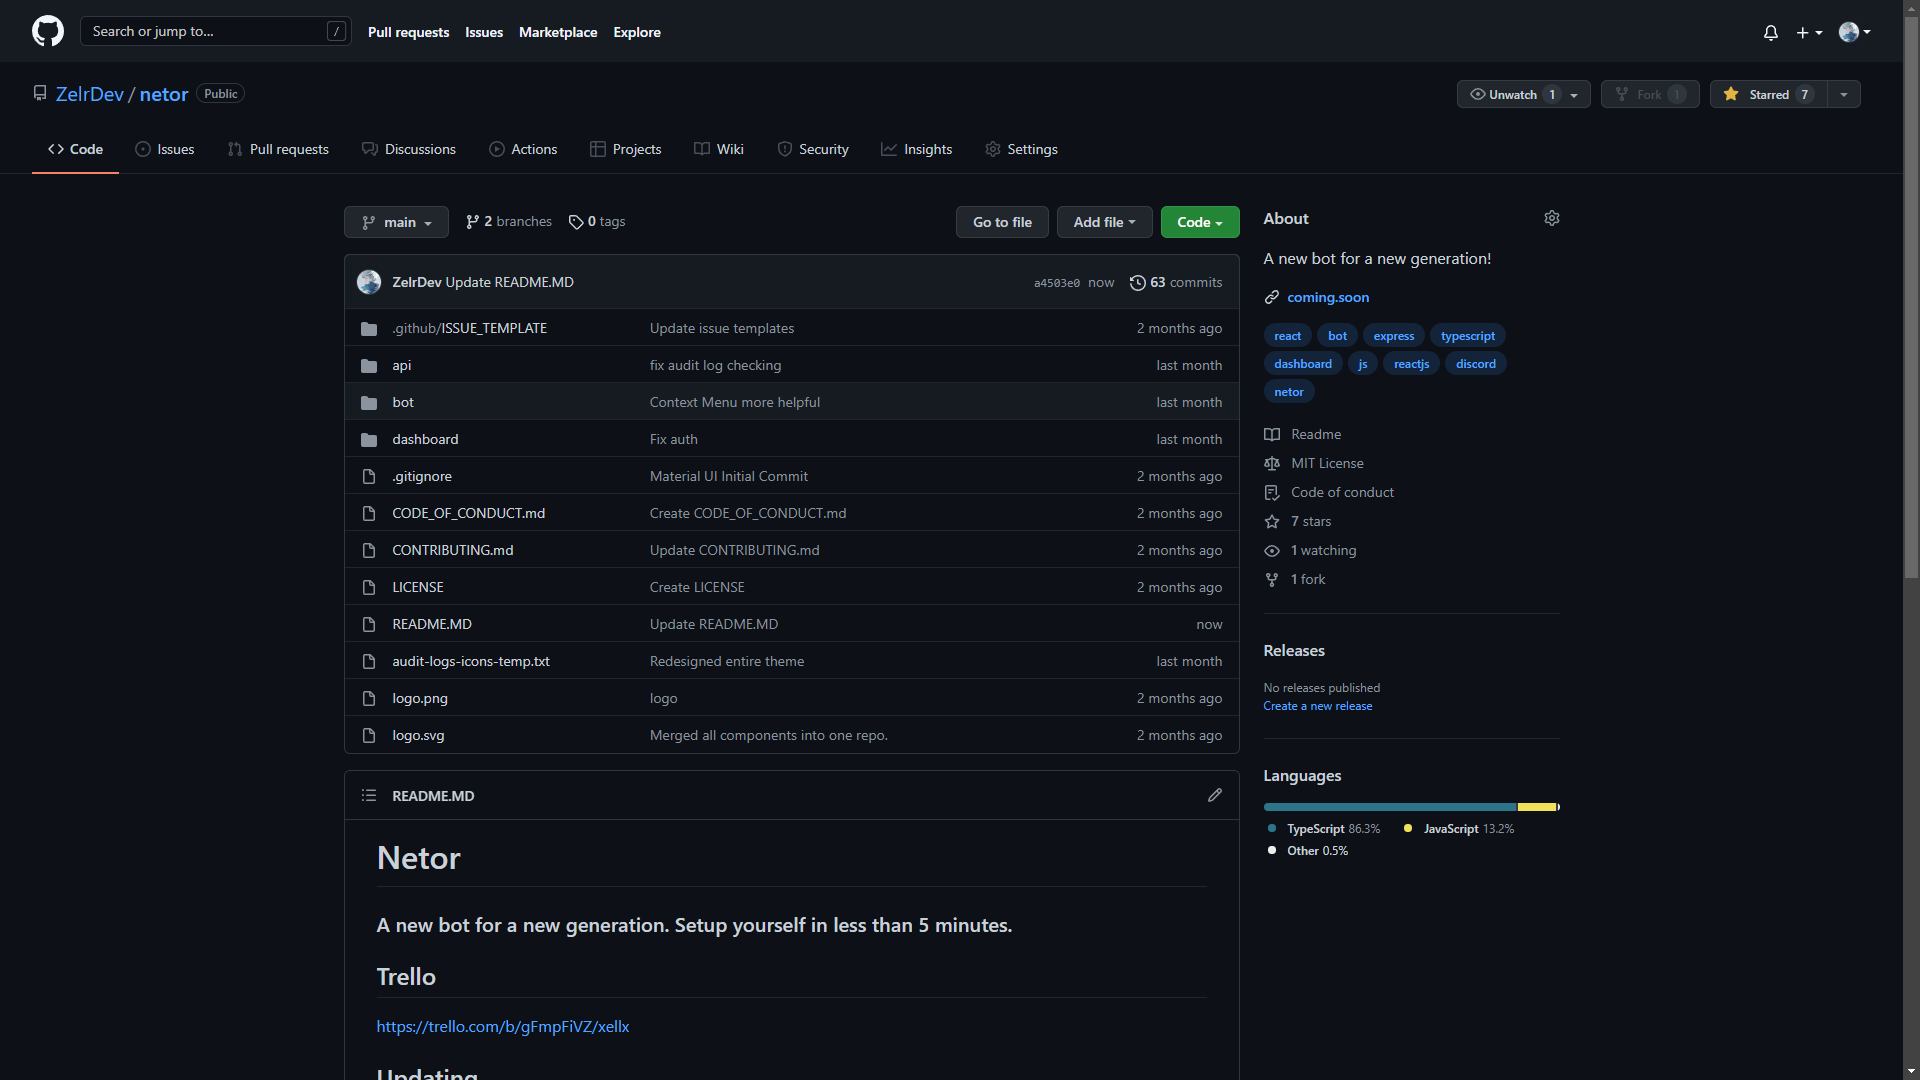 Search or jump to... /
Pull requests Issues Marketplace Explore
ZelrDev / netor Public
Unwatch 1 Fork 1 Starred 7
Code Issues Pull requests Discussions Actions Projects Wiki Security Insights Settings
main 2 branches 0 tags Go to file Add file Code
ZelrDev Update README.MD a4503e0 now 63 commits
.github/ISSUE_TEMPLATE Update issue templates 2 months ago
api fix audit log checking last month
bot Context Menu more helpful last month
dashboard Fix auth last month
.gitignore Material UI Initial Commit 2 months ago
CODE_OF_CONDUCT.md Create CODE_OF_CONDUCT.md 2 months ago
CONTRIBUTING.md Update CONTRIBUTING.md 2 months ago
LICENSE Create LICENSE 2 months ago
README.MD Update README.MD now
audit-logs-icons-temp.txt Redesigned entire theme last month
logo.png logo 2 months ago
logo.svg Merged all components into one repo. 2 months ago
README.MD
Netor
A new bot for a new generation. Setup yourself in less than 5 minutes.
Trello
https://trello.com/b/gFmpFiVZ/xellx
Updating
About
A new bot for a new generation!
coming.soon
react bot express typescript
dashboard js reactjs discord
netor
Readme
MIT License
Code of conduct
7 stars
1 watching
1 fork
Releases
No releases published
Create a new release
Languages
TypeScript 86.3% JavaScript 13.2%
Other 0.5%